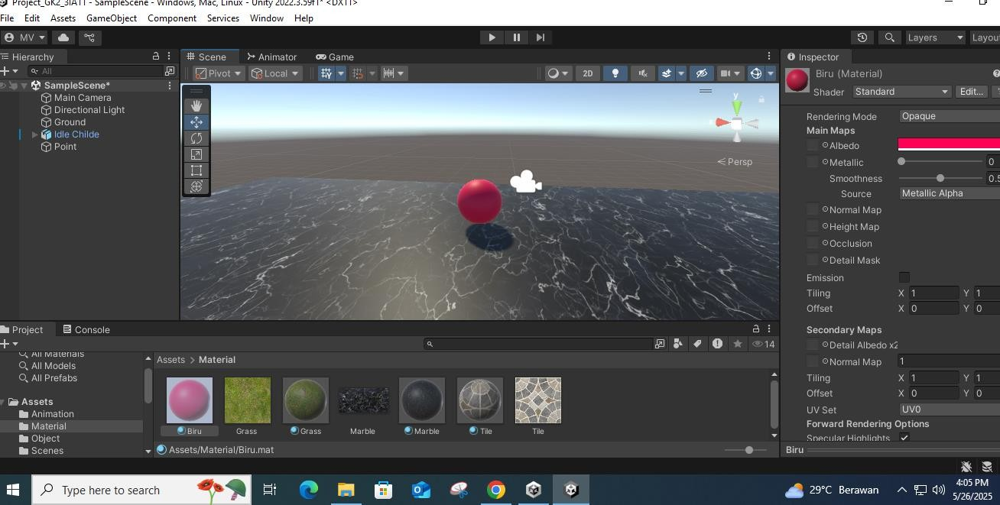 Project_GK2_3IA11 - SampleScene - Windows, Mac, Linux - Unity 2022.3.59f1* <DX11>
File Edit Assets GameObject Component Services Window Help
MV Layers Layou
Hierarchy
All
SampleScene*
Main Camera
Directional Light
Ground
Idle Childe
Point
Scene Animator Game
Pivot Local 2D
y
Persp
Inspector
Biru (Material)
Shader Standard Edit...
Rendering Mode Opaque
Main Maps
Albedo
Metallic 0
Smoothness 0.5
Source Metallic Alpha
Normal Map
Height Map
Occlusion
Detail Mask
Emission
Tiling X 1 Y 1
Offset X 0 Y 0
Secondary Maps
Detail Albedo x2
Normal Map 1
Tiling X 1 Y 1
Offset X 0 Y 0
UV Set UV0
Forward Rendering Options
Specular Highlights
Biru
Project Console
14
All Materials
All Models
All Prefabs
Assets
Animation
Material
Object
Scenes
Assets > Material
Biru Grass Grass Marble Marble Tile Tile
Assets/Material/Biru.mat
Type here to search
29°C Berawan
4:05 PM
5/26/2025